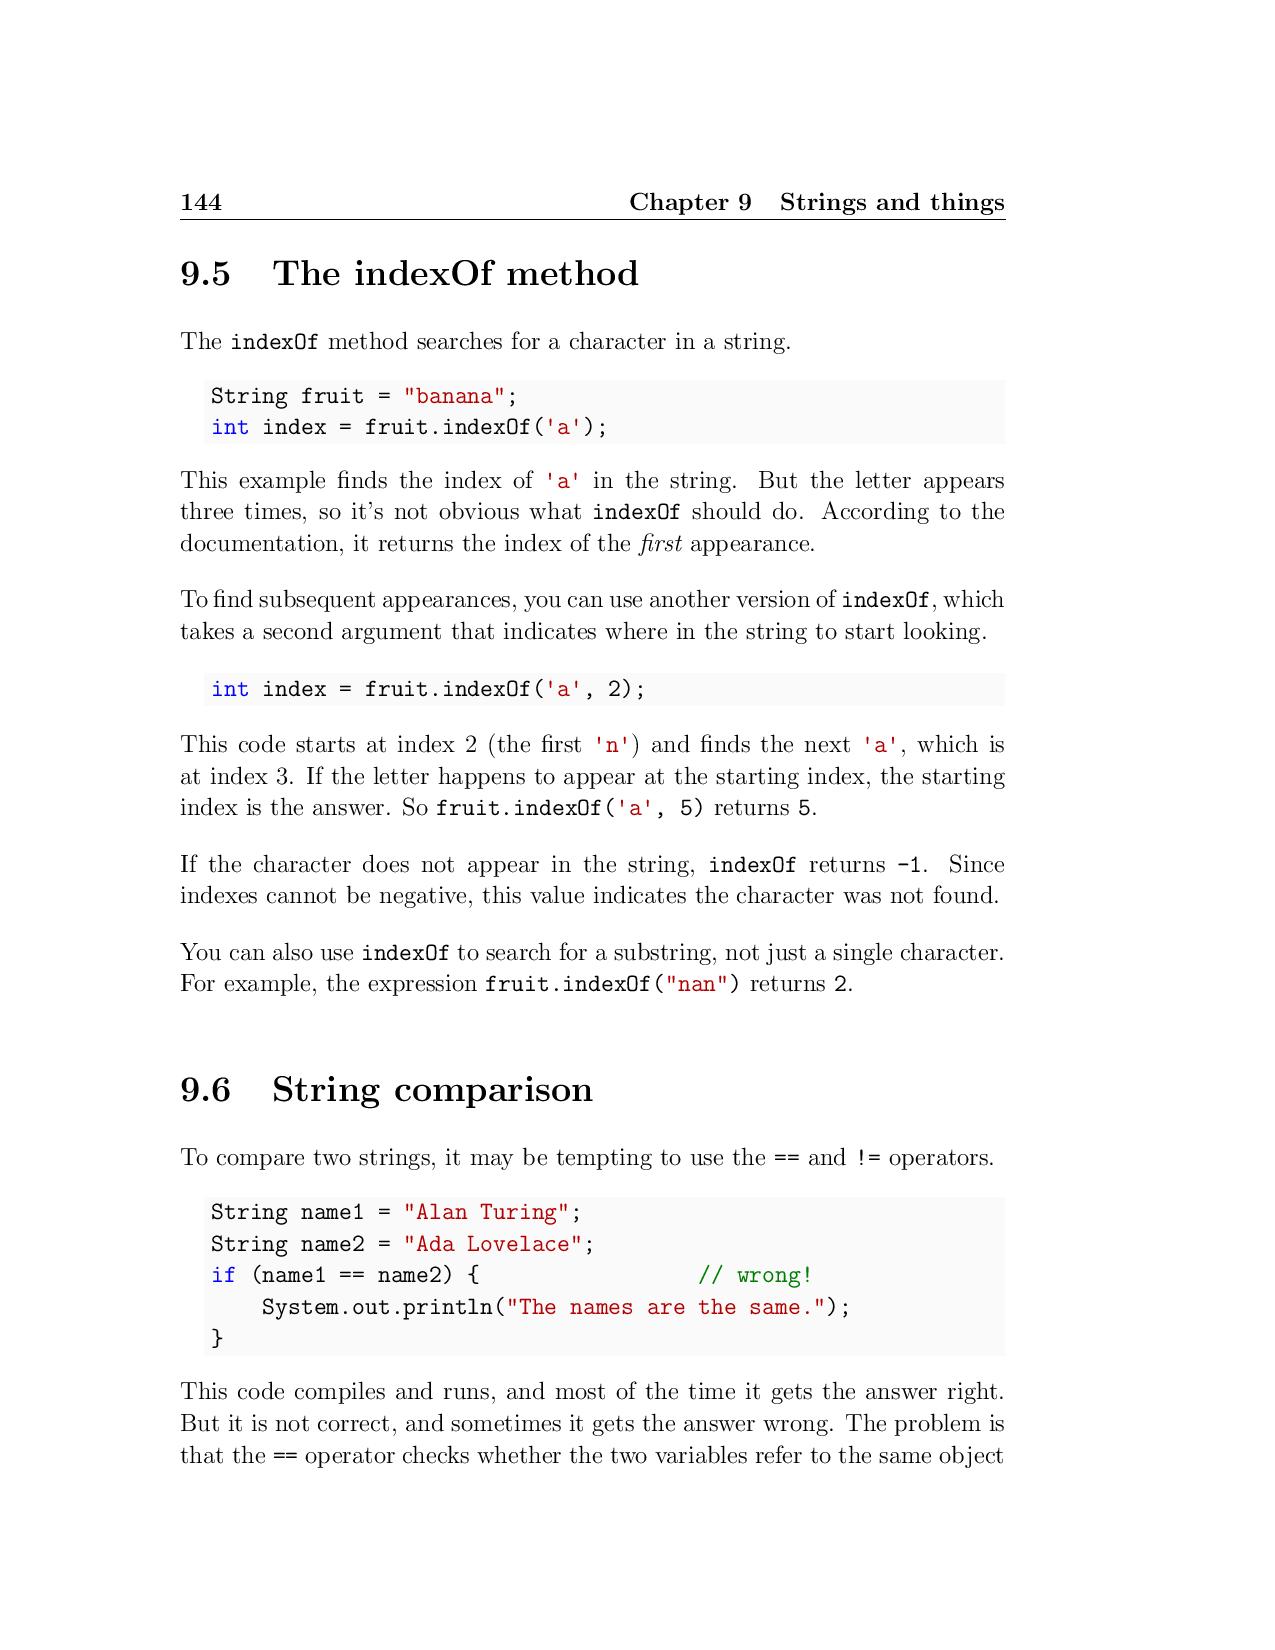 144 Chapter 9 Strings and things
9.5 The indexOf method
The indexOf method searches for a character in a string.
String fruit = "banana";
int index = fruit.indexOf('a');
This example finds the index of 'a' in the string. But the letter appears
three times, so it's not obvious what indexOf should do. According to the
documentation, it returns the index of the first appearance.
To find subsequent appearances, you can use another version of indexOf, which
takes a second argument that indicates where in the string to start looking.
int index = fruit.indexOf('a', 2);
This code starts at index 2 (the first 'n') and finds the next 'a', which is
at index 3. If the letter happens to appear at the starting index, the starting
index is the answer. So fruit.indexOf('a', 5) returns 5.
If the character does not appear in the string, indexOf returns -1. Since
indexes cannot be negative, this value indicates the character was not found.
You can also use indexOf to search for a substring, not just a single character.
For example, the expression fruit.indexOf("nan") returns 2.
9.6 String comparison
To compare two strings, it may be tempting to use the == and != operators.
String name1 = "Alan Turing";
String name2 = "Ada Lovelace";
if (name1 == name2) { // wrong!
System.out.println("The names are the same.");
}
This code compiles and runs, and most of the time it gets the answer right.
But it is not correct, and sometimes it gets the answer wrong. The problem is
that the == operator checks whether the two variables refer to the same object